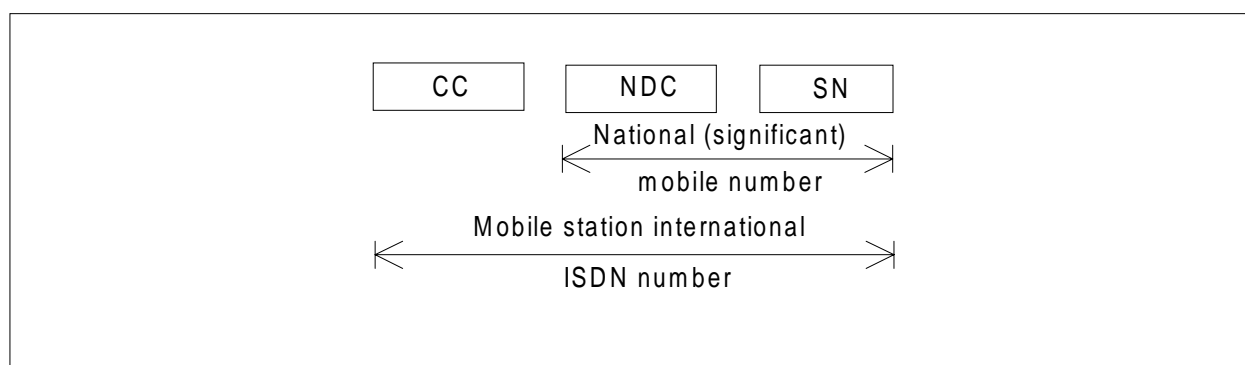 CC NDC SN
National (significant)
mobile number
Mobile station international
ISDN number